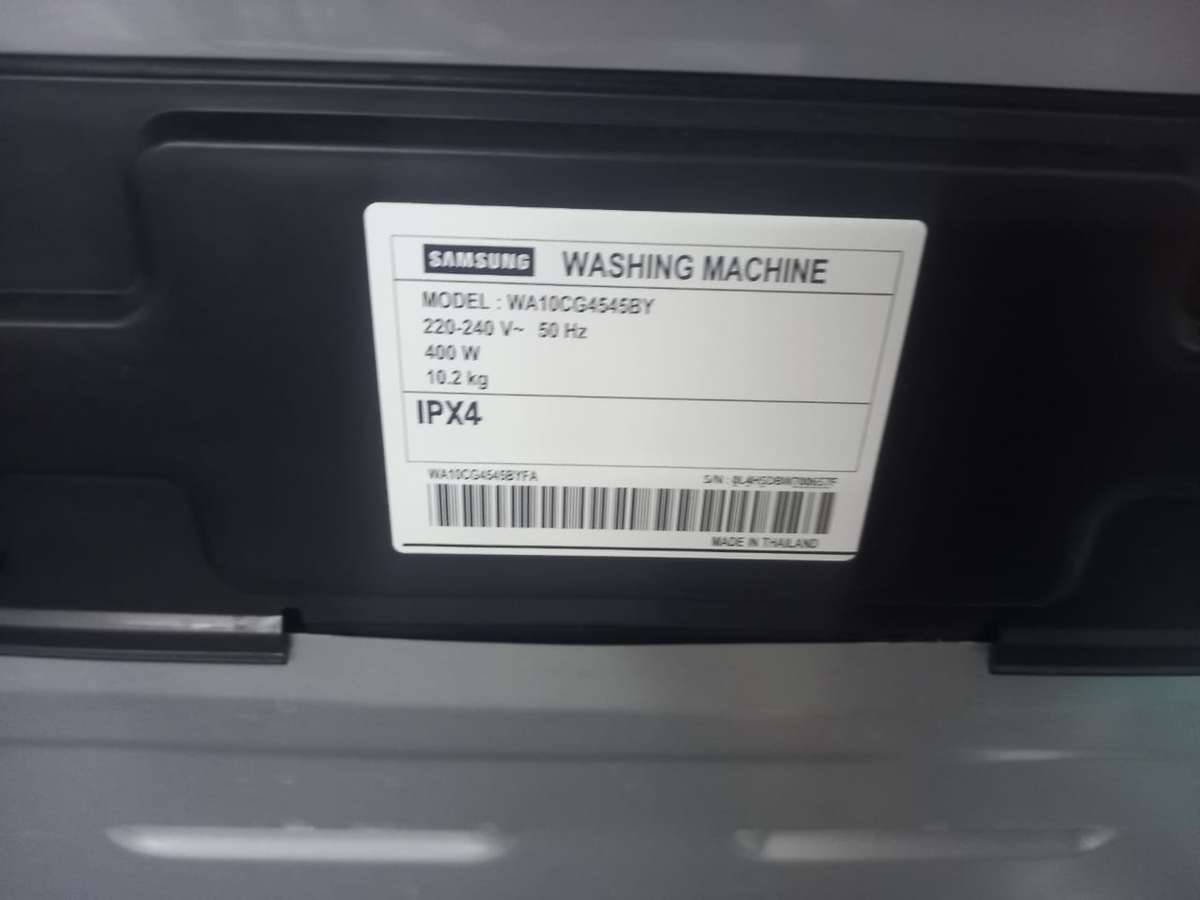 SAMSUNG WASHING MACHINE
MODEL : WA10CG4545BY
220-240 V~ 50 Hz
400 W
10.2 kg
IPX4
WA10CG4545BYFA S/N :
MADE IN THAILAND